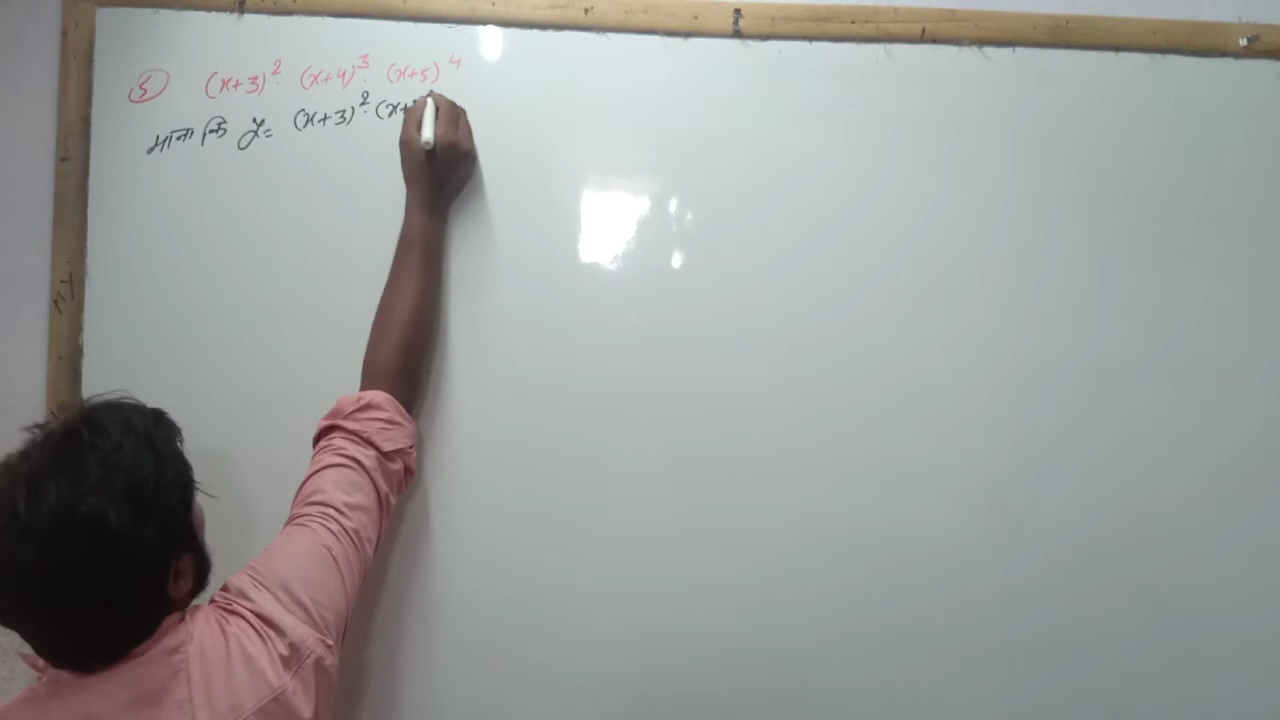 ⑤ (x+3)². (x+4)³. (x+5)⁴
माना कि y= (x+3)². (x+